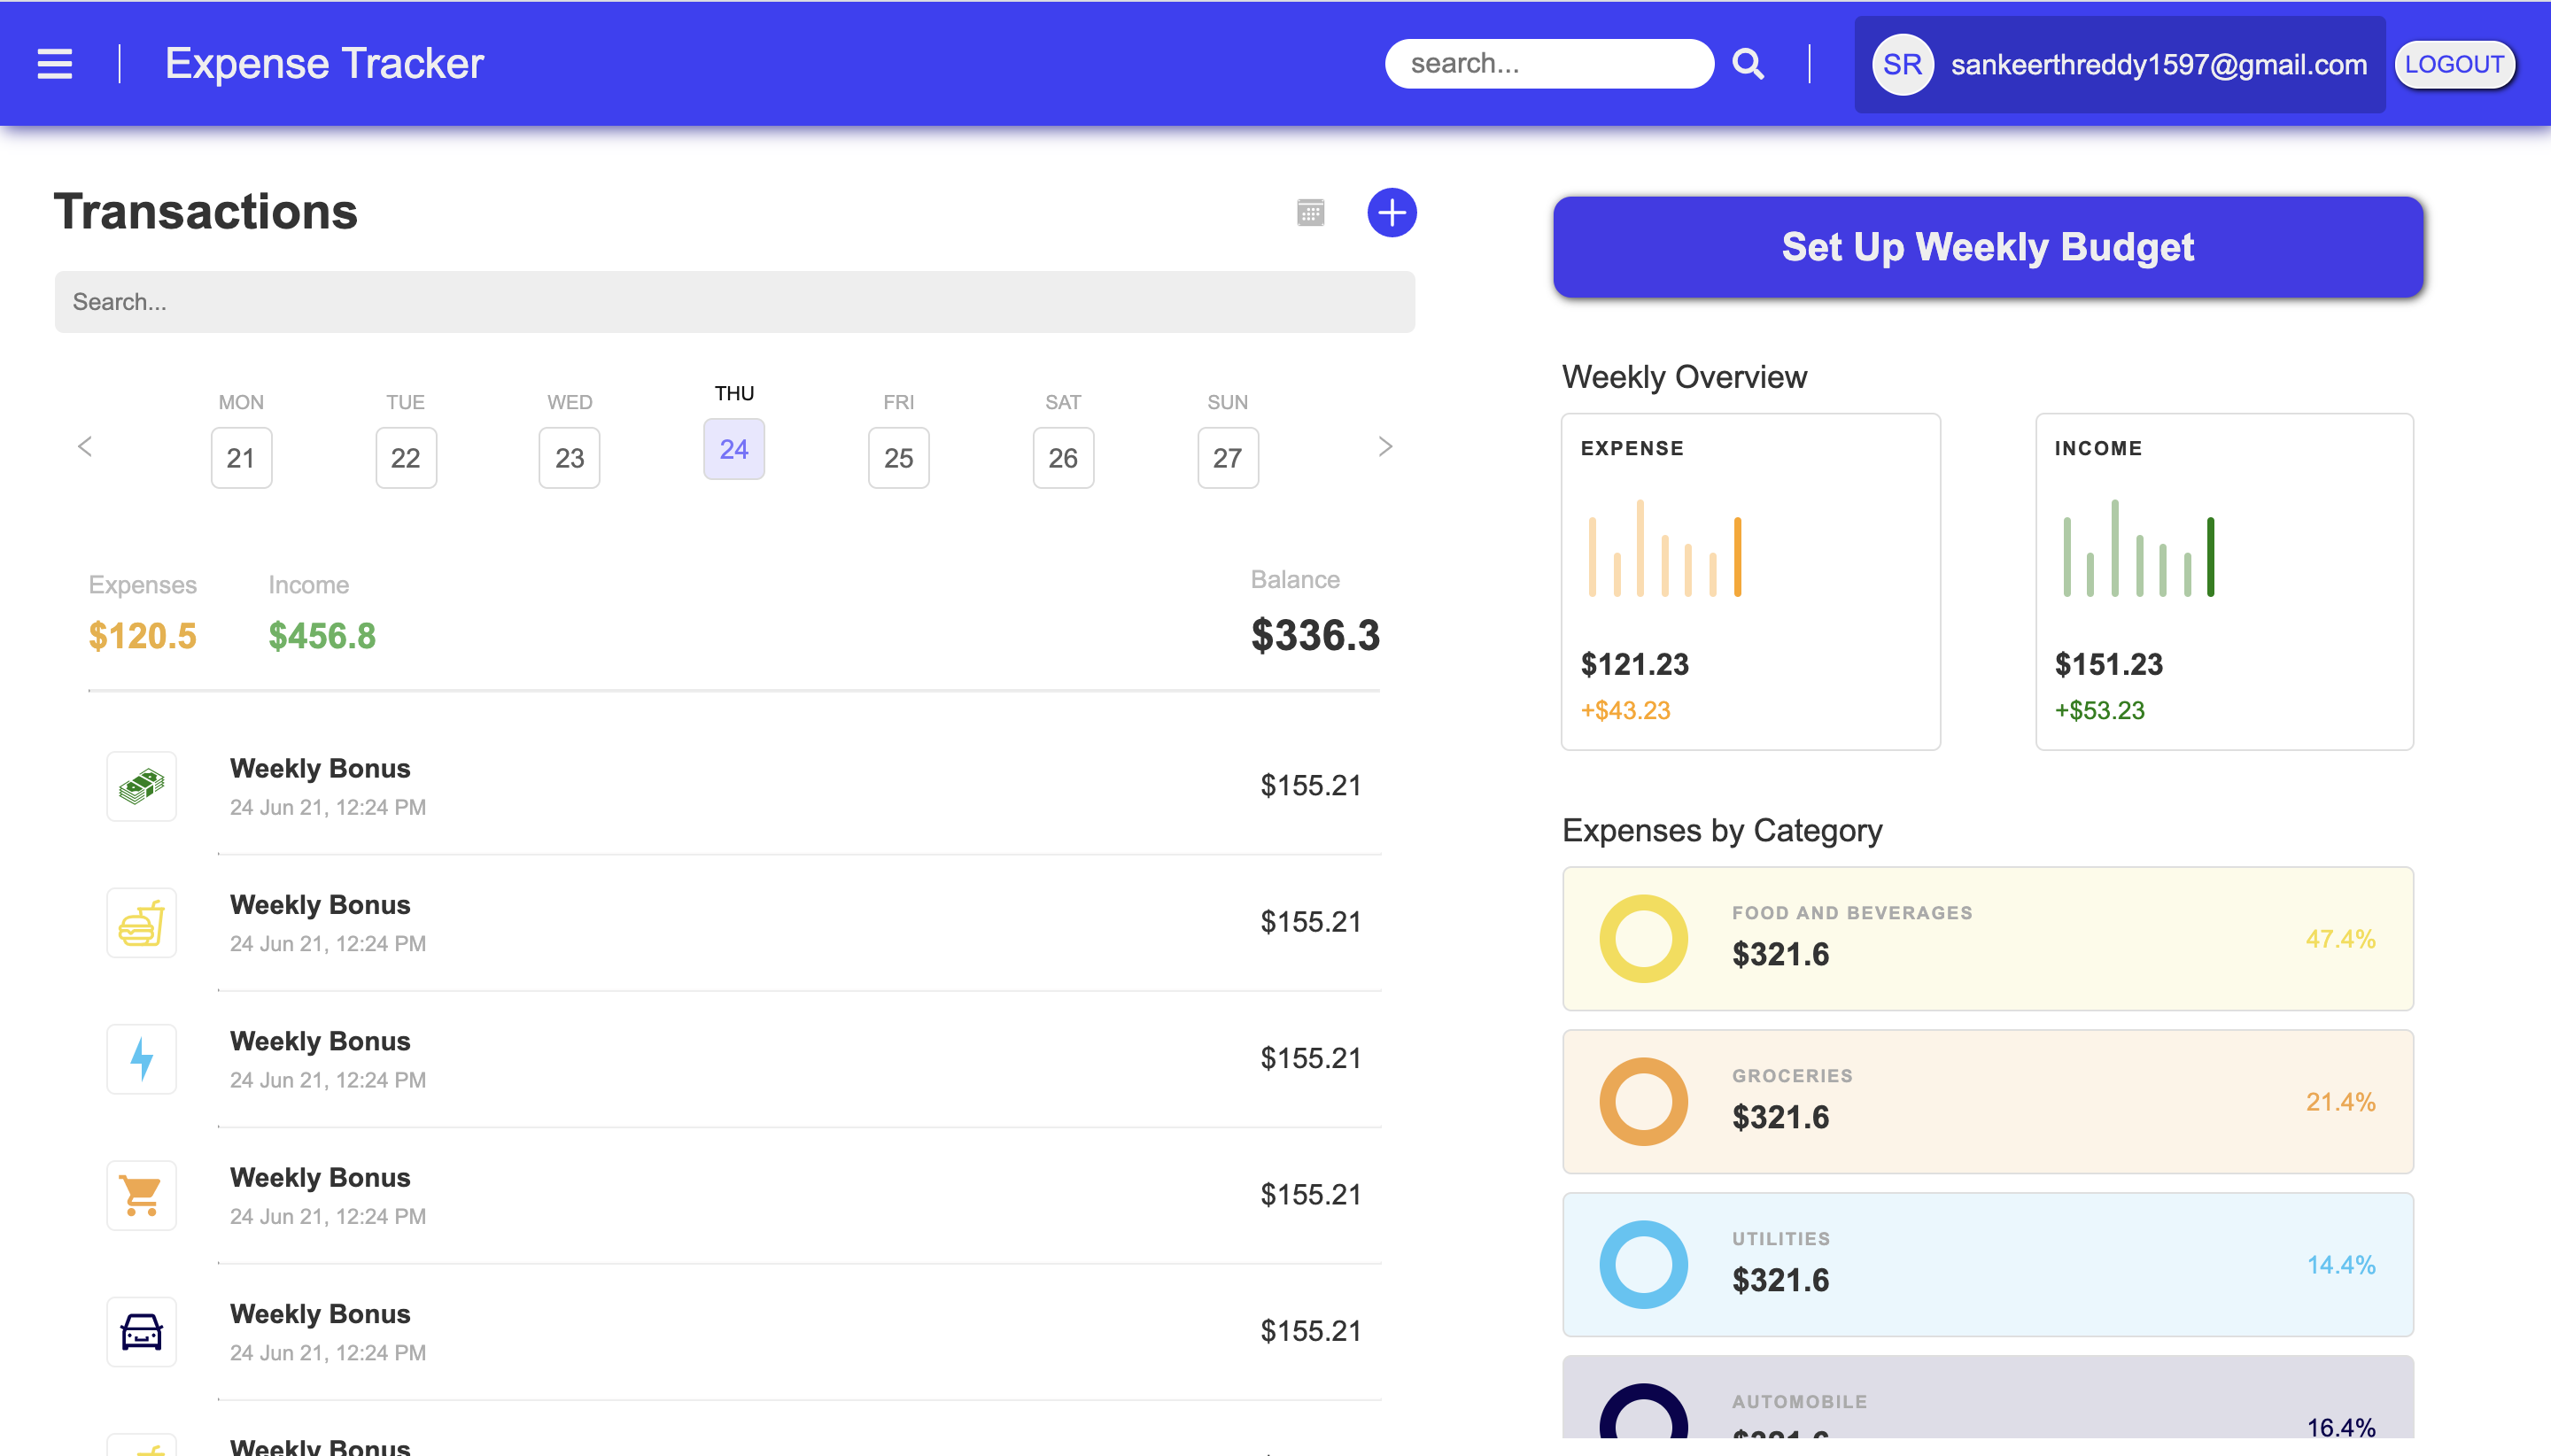 Expense Tracker
search...
SR
sankeerthreddy1597@gmail.com
LOGOUT
Transactions
Search...
MON TUE WED THU FRI SAT SUN
21 22 23 24 25 26 27
Expenses Income Balance
$120.5 $456.8 $336.3
Weekly Bonus
24 Jun 21, 12:24 PM
$155.21
Weekly Bonus
24 Jun 21, 12:24 PM
$155.21
Weekly Bonus
24 Jun 21, 12:24 PM
$155.21
Weekly Bonus
24 Jun 21, 12:24 PM
$155.21
Weekly Bonus
24 Jun 21, 12:24 PM
$155.21
Weekly Bonus
Set Up Weekly Budget
Weekly Overview
EXPENSE
$121.23
+$43.23
INCOME
$151.23
+$53.23
Expenses by Category
FOOD AND BEVERAGES
$321.6
47.4%
GROCERIES
$321.6
21.4%
UTILITIES
$321.6
14.4%
AUTOMOBILE
$321.6
16.4%